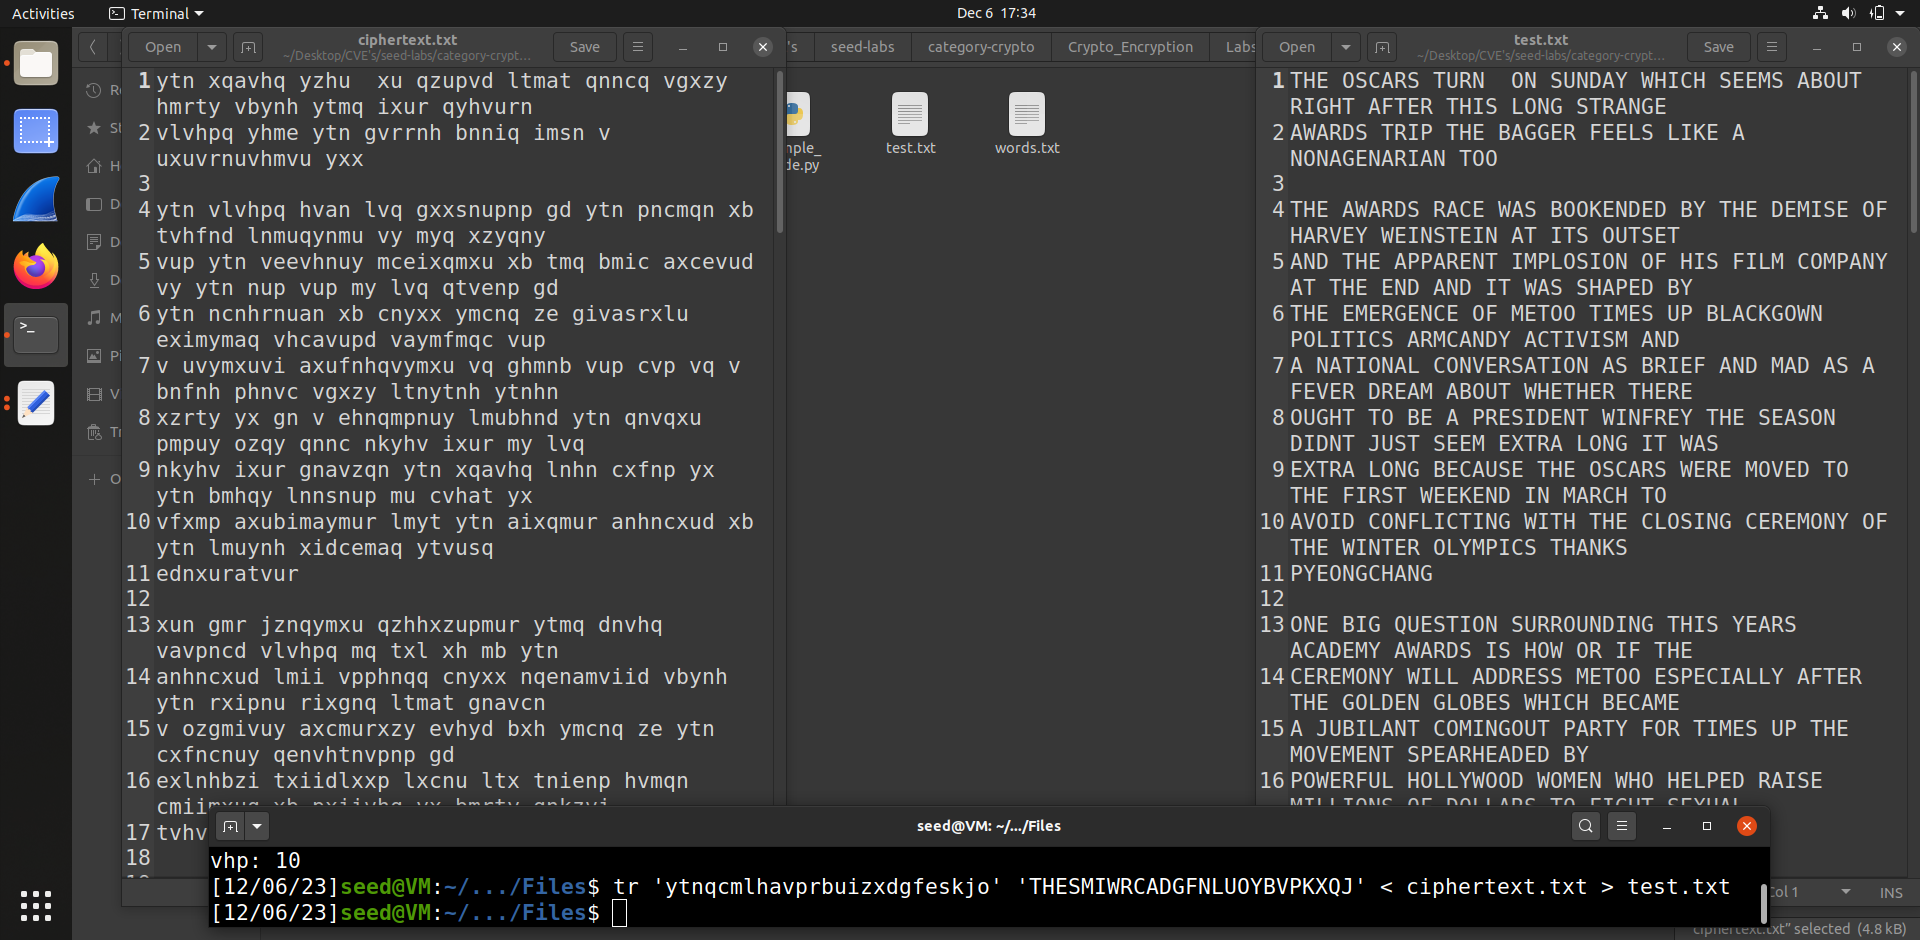 Activities
Terminal
Dec 6 17:34
Open
ciphertext.txt
~/Desktop/CVE's/seed-labs/category-crypt...
Save
's
seed-labs
category-crypto
Crypto_Encryption
Labs
Open
test.txt
~/Desktop/CVE's/seed-labs/category-crypt...
Save
1 ytn xqavhq yzhu  xu qzupvd ltmat qnncq vgxzy
hmrty vbynh ytmq ixur qyhvurn
2 vlvhpq yhme ytn gvrrnh bnniq imsn v
uxuvrnuvhmvu yxx
3
4 ytn vlvhpq hvan lvq gxxsnupnp gd ytn pncmqn xb
tvhfnd lnmuqynmu vy myq xzyqny
5 vup ytn veevhnuy mceixqmxu xb tmq bmic axcevud
vy ytn nup vup my lvq qtvenp gd
6 ytn ncnhrnuan xb cnyxx ymcnq ze givasrxlu
eximymaq vhcavupd vaymfmqc vup
7 v uvymxuvi axufnhqvymxu vq ghmnb vup cvp vq v
bnfnh phnvc vgxzy ltnytnh ytnhn
8 xzrty yx gn v ehnqmpnuy lmubhnd ytn qnvqxu
pmpuy ozqy qnnc nkyhv ixur my lvq
9 nkyhv ixur gnavzqn ytn xqavhq lnhn cxfnp yx
ytn bmhqy lnnsnup mu cvhat yx
10 vfxmp axubimaymur lmyt ytn aixqmur anhncxud xb
ytn lmuynh xidcemaq ytvusq
11 ednxuratvur
12
13 xun gmr jznqymxu qzhhxzupmur ytmq dnvhq
vavpncd vlvhpq mq txl xh mb ytn
14 anhncxud lmii vpphnqq cnyxx nqenamviid vbynh
ytn rxipnu rixgnq ltmat gnavcn
15 v ozgmivuy axcmurxzy evhyd bxh ymcnq ze ytn
cxfncnuy qenvhtnvpnp gd
16 exlnhbzi txiidlxxp lxcnu ltx tnienp hvmqn
17 tvhv
18
mple_
de.py
test.txt
words.txt
1 THE OSCARS TURN  ON SUNDAY WHICH SEEMS ABOUT
RIGHT AFTER THIS LONG STRANGE
2 AWARDS TRIP THE BAGGER FEELS LIKE A
NONAGENARIAN TOO
3
4 THE AWARDS RACE WAS BOOKENDED BY THE DEMISE OF
HARVEY WEINSTEIN AT ITS OUTSET
5 AND THE APPARENT IMPLOSION OF HIS FILM COMPANY
AT THE END AND IT WAS SHAPED BY
6 THE EMERGENCE OF METOO TIMES UP BLACKGOWN
POLITICS ARMCANDY ACTIVISM AND
7 A NATIONAL CONVERSATION AS BRIEF AND MAD AS A
FEVER DREAM ABOUT WHETHER THERE
8 OUGHT TO BE A PRESIDENT WINFREY THE SEASON
DIDNT JUST SEEM EXTRA LONG IT WAS
9 EXTRA LONG BECAUSE THE OSCARS WERE MOVED TO
THE FIRST WEEKEND IN MARCH TO
10 AVOID CONFLICTING WITH THE CLOSING CEREMONY OF
THE WINTER OLYMPICS THANKS
11 PYEONGCHANG
12
13 ONE BIG QUESTION SURROUNDING THIS YEARS
ACADEMY AWARDS IS HOW OR IF THE
14 CEREMONY WILL ADDRESS METOO ESPECIALLY AFTER
THE GOLDEN GLOBES WHICH BECAME
15 A JUBILANT COMINGOUT PARTY FOR TIMES UP THE
MOVEMENT SPEARHEADED BY
16 POWERFUL HOLLYWOOD WOMEN WHO HELPED RAISE
MILLIONS OF DOLLARS TO FIGHT SEXUAL
seed@VM: ~/.../Files
vhp: 10
[12/06/23]seed@VM:~/.../Files$ tr 'ytnqcmlhavprbuizxdgfeskjo' 'THESMIWRCADGFNLUOYBVPKXQJ' < ciphertext.txt > test.txt
[12/06/23]seed@VM:~/.../Files$
Col 1
INS
ciphertext.txt" selected (4.8 kB)